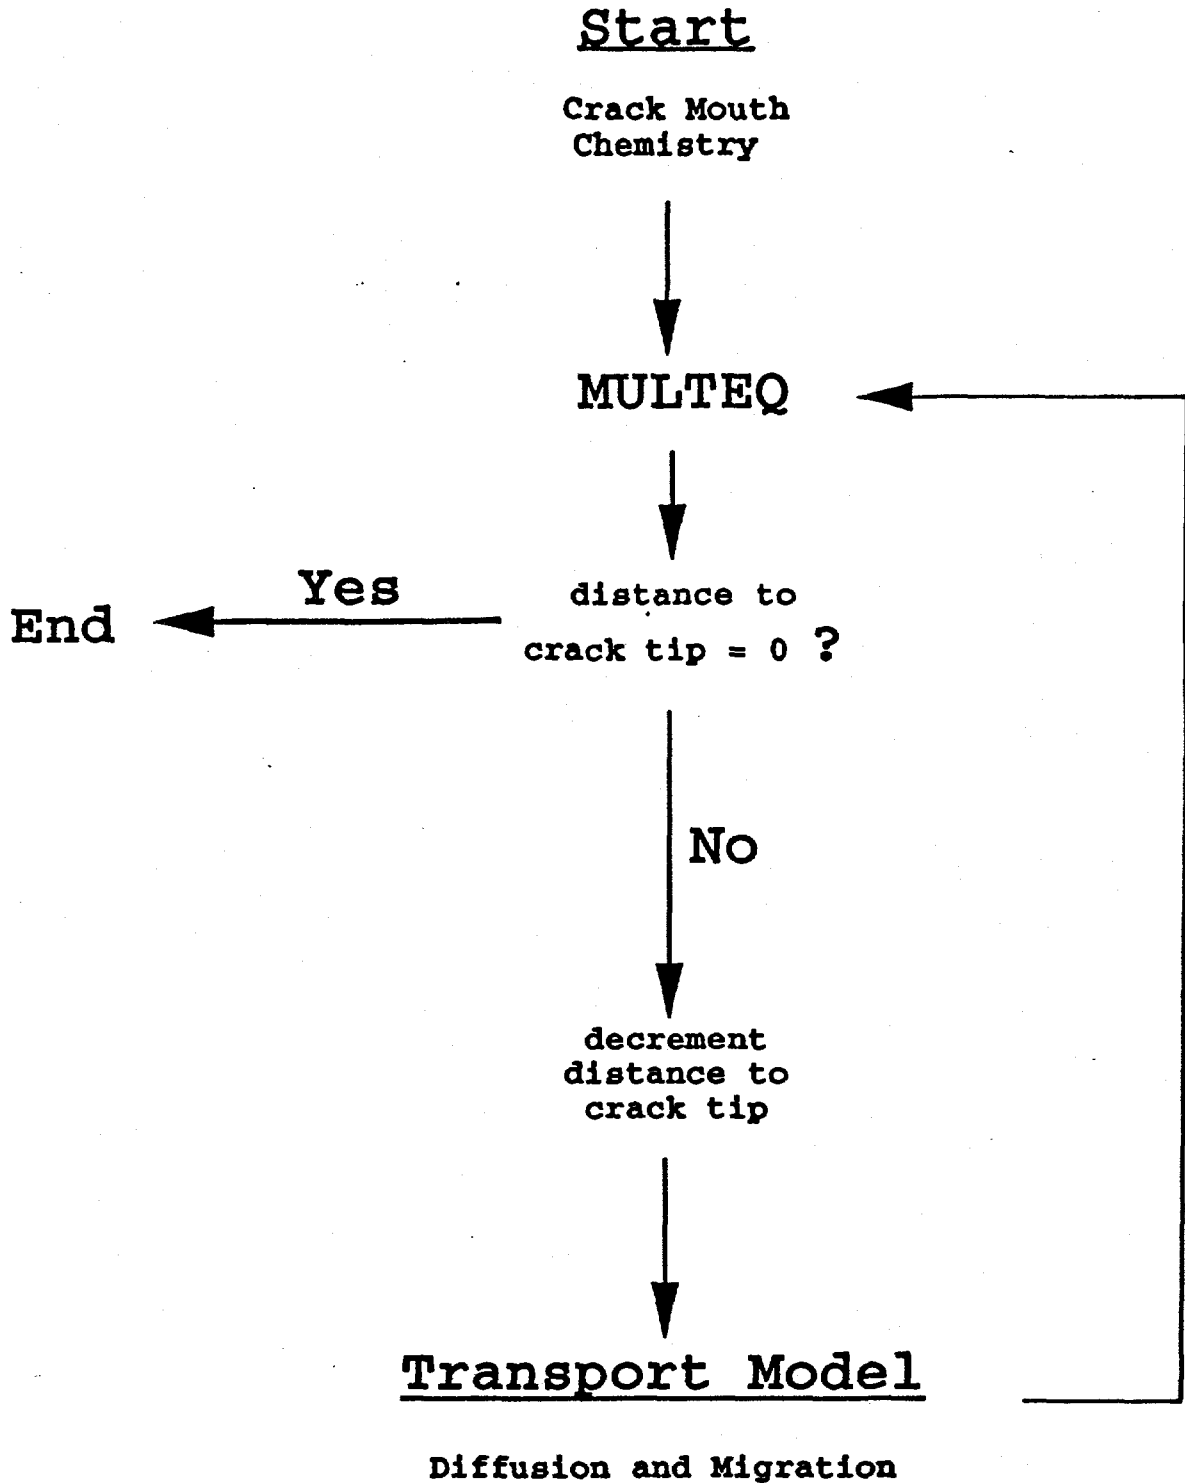 Start
Crack Mouth
Chemistry
MULTEQ
Yes
distance to
End
crack tip = 0 ?
No
decrement
distance to
crack tip
Transport Model
Diffusion and Migration